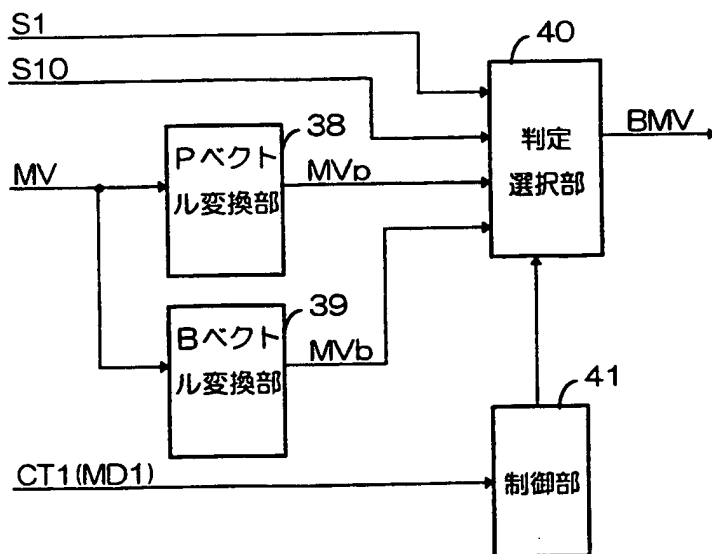 S1
40
S10
38
判定
選択部
BMV
MV
Pベクト
ル変換部
MVp
39
Bベクト
ル変換部
MVb
41
CT1(MD1)
制御部